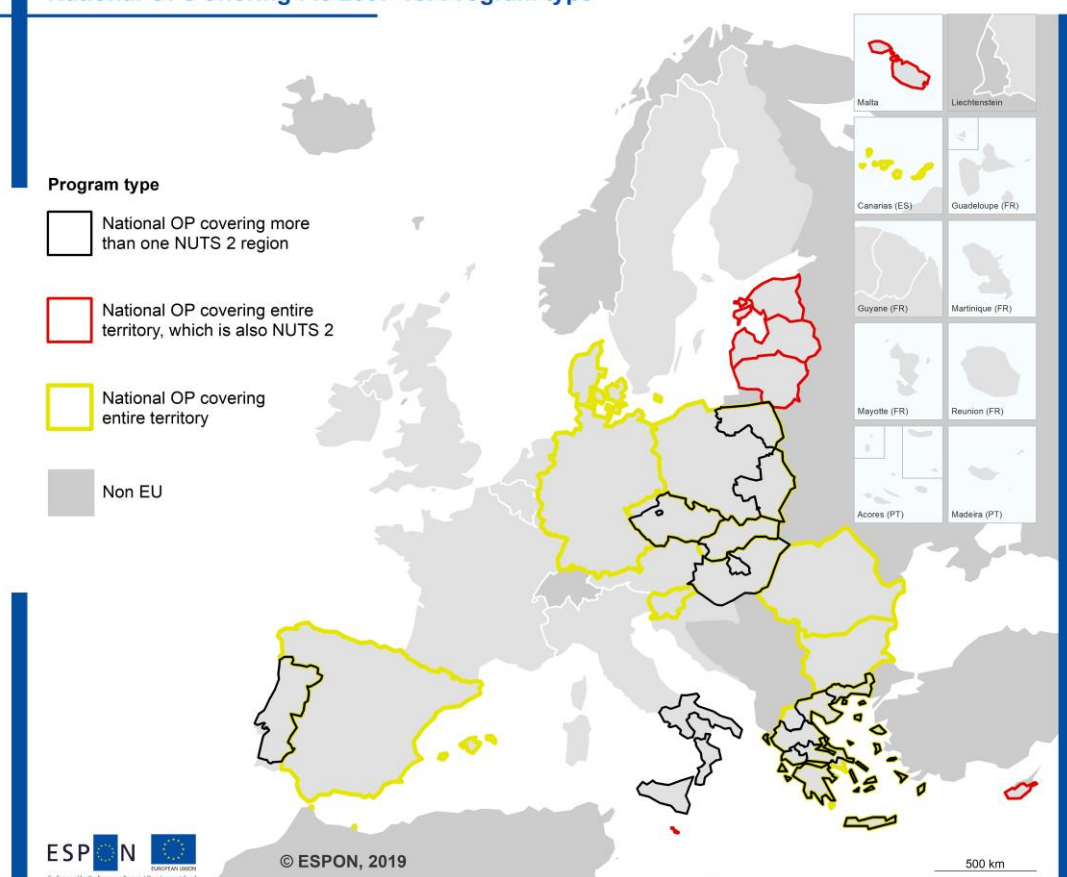 Program type
National OP covering more
than one NUTS 2 region
National OP covering entire
territory, which is also NUTS 2
National OP covering
entire territory
Non EU
Malta
Liechtenstein
Canarias (ES)
Guadeloupe (FR)
Guyane (FR)
Martinique (FR)
Mayotte (FR)
Reunion (FR)
Acores (PT)
Madeira (PT)
ESPON
EUROPEAN UNION
© ESPON, 2019
500 km